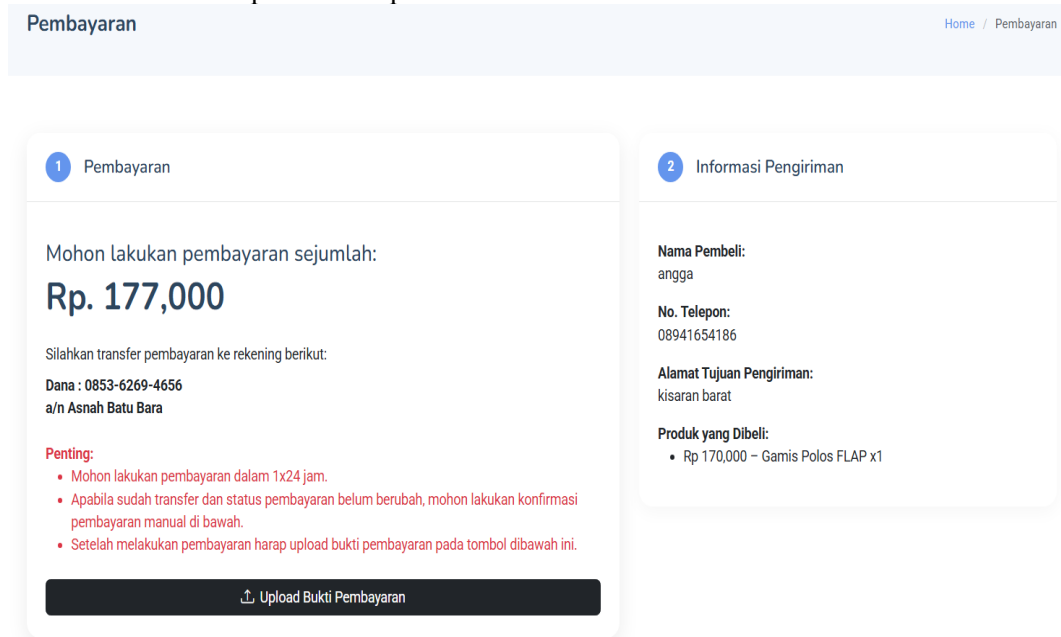 Pembayaran
Home / Pembayaran
1 Pembayaran
Mohon lakukan pembayaran sejumlah:
Rp. 177,000
Silahkan transfer pembayaran ke rekening berikut:
Dana : 0853-6269-4656
a/n Asnah Batu Bara
Penting:
• Mohon lakukan pembayaran dalam 1x24 jam.
• Apabila sudah transfer dan status pembayaran belum berubah, mohon lakukan konfirmasi
pembayaran manual di bawah.
• Setelah melakukan pembayaran harap upload bukti pembayaran pada tombol dibawah ini.
Upload Bukti Pembayaran
2 Informasi Pengiriman
Nama Pembeli:
angga
No. Telepon:
08941654186
Alamat Tujuan Pengiriman:
kisaran barat
Produk yang Dibeli:
• Rp 170,000 – Gamis Polos FLAP x1